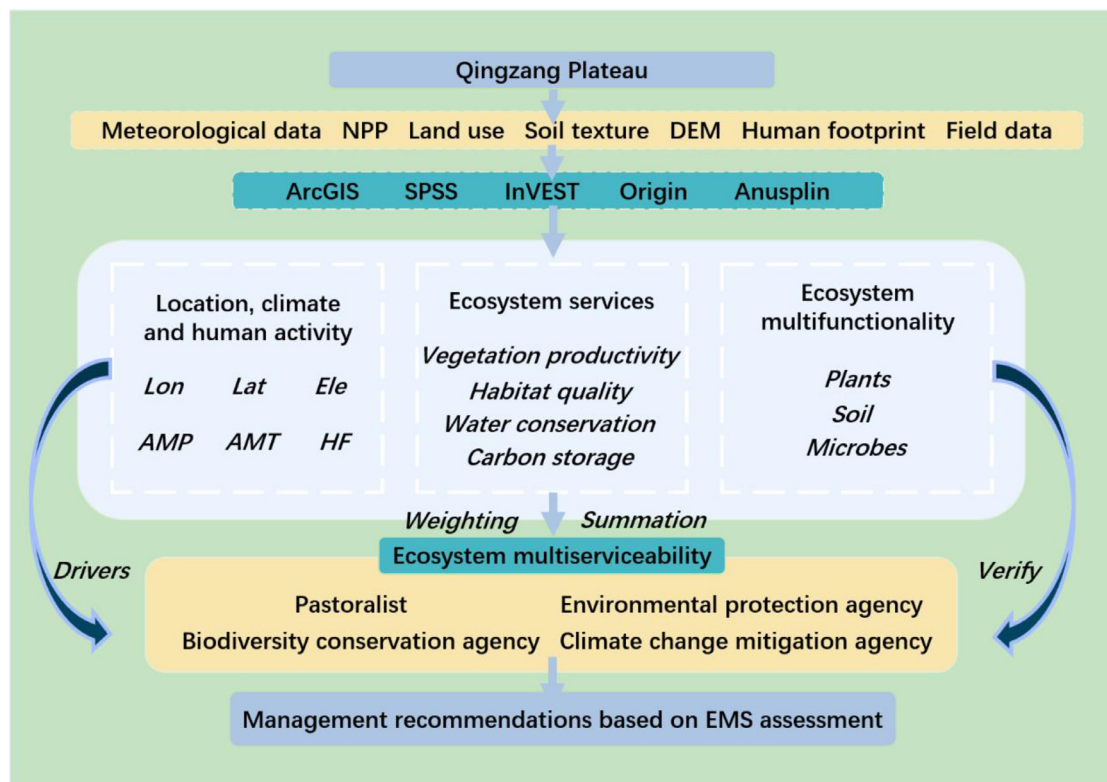 Qingzang Plateau
Meteorological data NPP Land use Soil texture DEM Human footprint Field data
ArcGIS SPSS InVEST Origin Anusplin
Location, climate
and human activity
Lon Lat Ele
AMP AMT HF
Ecosystem services
Vegetation productivity
Habitat quality
Water conservation
Carbon storage
Ecosystem
multifunctionality
Plants
Soil
Microbes
Weighting Summation
Ecosystem multiserviceability
Drivers
Verify
Pastoralist Environmental protection agency
Biodiversity conservation agency Climate change mitigation agency
Management recommendations based on EMS assessment